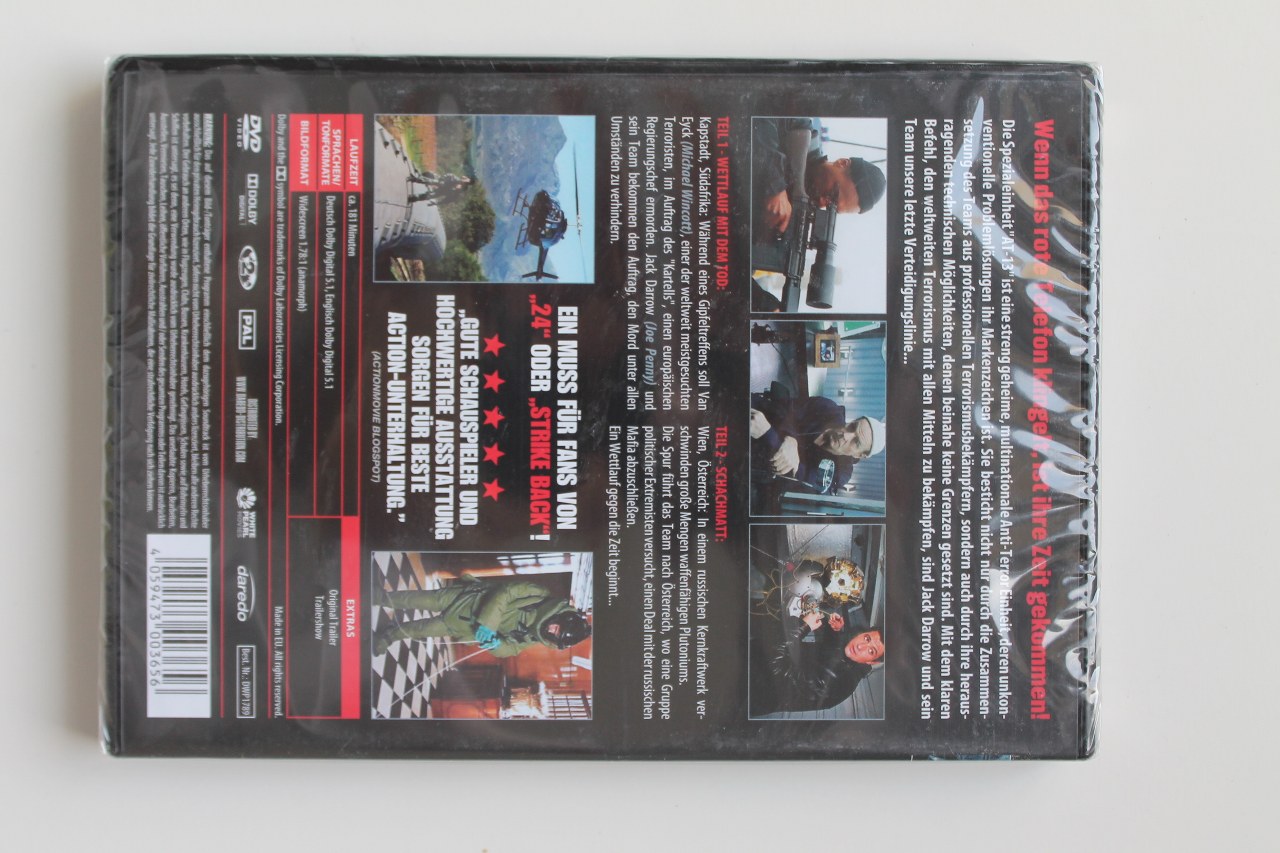 Wenn das rote Telefon klingelt, ist ihre Zeit gekommen!
Die Spezialeinheit "AT-13" ist eine streng geheime, multinationale Anti-Terror Einheit, deren unkon-
ventionelle Problemlösungen ihr Markenzeichen ist. Sie besticht nicht nur durch die Zusammen-
setzung des Teams aus professionellen Terrorismusbekämpfern, sondern auch durch ihre heraus-
ragenden technischen Möglichkeiten, denen beinahe keine Grenzen gesetzt sind. Mit dem klaren
Befehl, den weltweiten Terrorismus mit allen Mitteln zu bekämpfen, sind Jack Darrow und sein
Team unsere letzte Verteidigungslinie...
TEIL 1 - WETTLAUF MIT DEM TOD:
Kapstadt, Südafrika: Während eines Gipfeltreffens soll Van
Eyck (Michael Wincott), einer der weltweit meistgesuchten
Terroristen, im Auftrag des "Kartells", einen europäischen
Regierungschef ermorden. Jack Darrow (Joe Penny) und
sein Team bekommen den Auftrag, den Mord unter allen
Umständen zu verhindern.
TEIL 2 - SCHACHMATT:
Wien, Österreich: In einem russischen Kernkraftwerk ver-
schwinden große Mengen waffenfähigen Plutoniums.
Die Spur führt das Team nach Österreich, wo eine Gruppe
politischer Extremisten versucht, einen Deal mit der russischen
Mafia abzuschließen.
Ein Wettlauf gegen die Zeit beginnt...
EIN MUSS FÜR FANS VON
„24“ ODER „STRIKE BACK“!
„GUTE SCHAUSPIELER UND
HOCHWERTIGE AUSSTATTUNG
SORGEN FÜR BESTE
ACTION-UNTERHALTUNG.”
(ACTIONMOVIE BLOGSPOT)
LAUFZEIT ca. 181 Minuten
SPRACHEN/
TONFORMATE Deutsch Dolby Digital 5.1, Englisch Dolby Digital 5.1
BILDFORMAT Widescreen 1.78:1 (anamorph)
EXTRAS
Original Trailer
Trailershow
Dolby and the DD symbol are trademarks of Dolby Laboratories Licensing Corporation.
Made in EU. All rights reserved.
DVD VIDEO
DOLBY DIGITAL
2
PAL
DISTRIBUTED BY:
WHITE PEARL
daredo
Best. Nr.: DWP1789
4 059473 003656